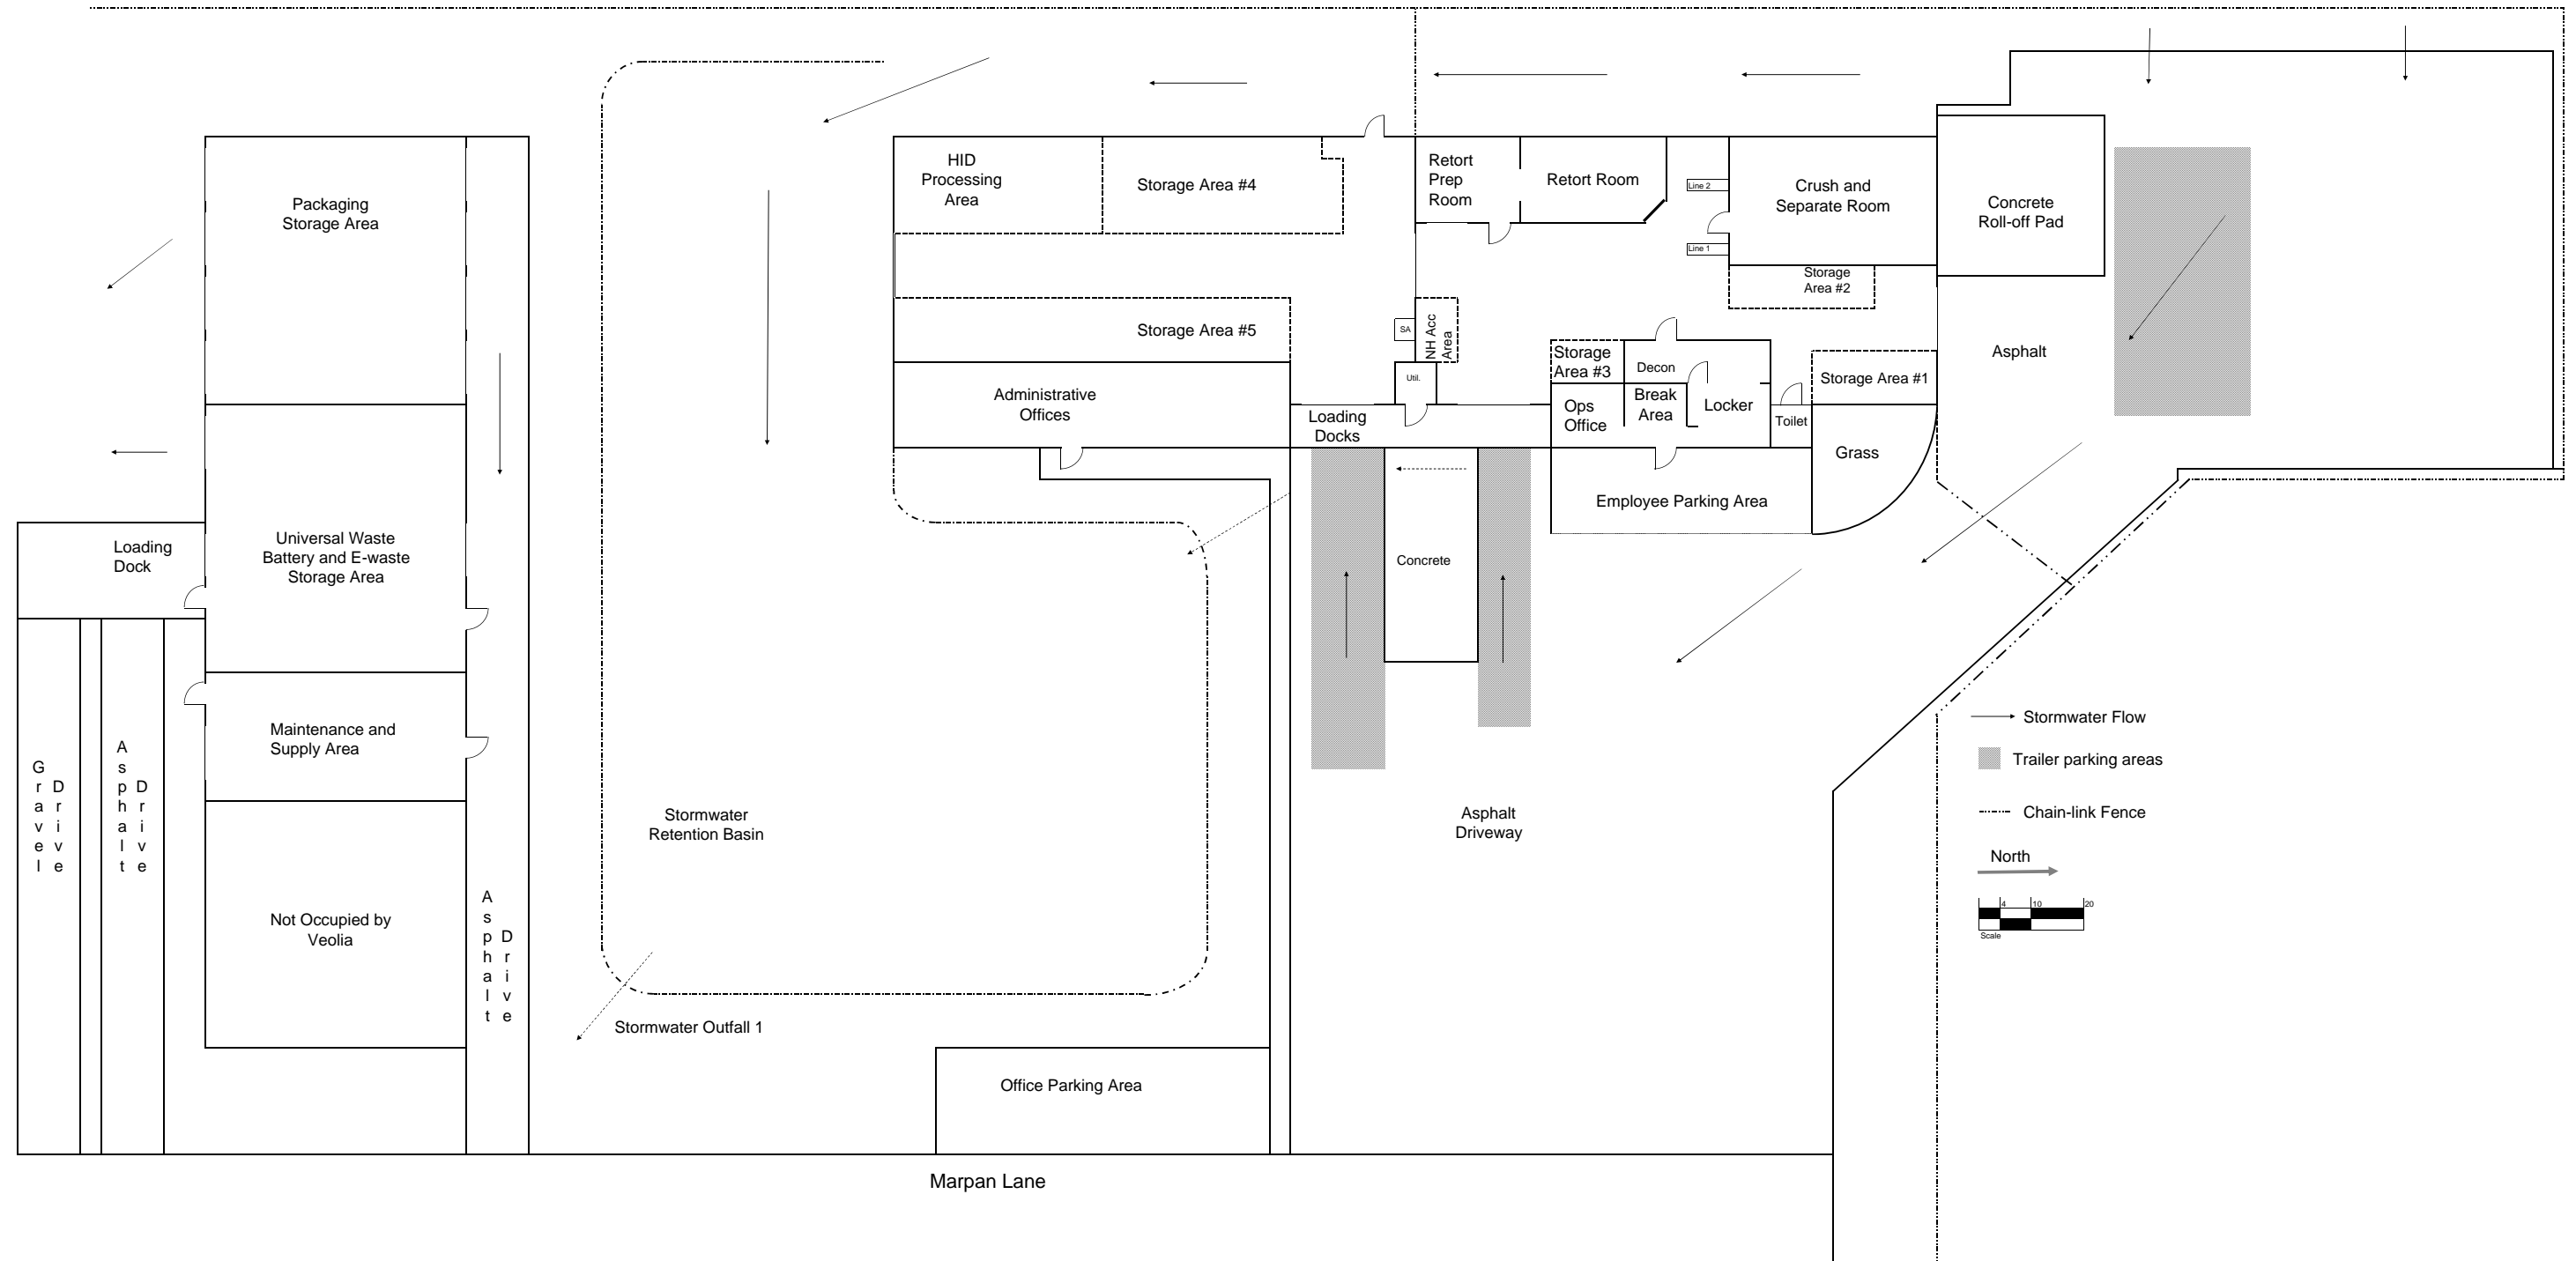 HID
Processing
Area
Storage Area #4
Retort
Prep
Room
Retort Room
Line 2
Line 1
Crush and
Separate Room
Concrete
Roll-off Pad
Packaging
Storage Area
Storage
Area #2
Storage Area #5
SA
NH Acc
Area
Util.
Storage
Area #3
Decon
Asphalt
Storage Area #1
Administrative
Offices
Loading
Docks
Ops
Office
Break
Area
Locker
Toilet
Grass
Employee Parking Area
Concrete
Loading
Dock
Universal Waste
Battery and E-waste
Storage Area
Maintenance and
Supply Area
Gravel
Drive
Asphalt
Drive
Not Occupied by
Veolia
Asphalt
Drive
Stormwater
Retention Basin
Asphalt
Driveway
Stormwater Flow
Trailer parking areas
Chain-link Fence
North
4 10 20
Scale
Stormwater Outfall 1
Office Parking Area
Marpan Lane